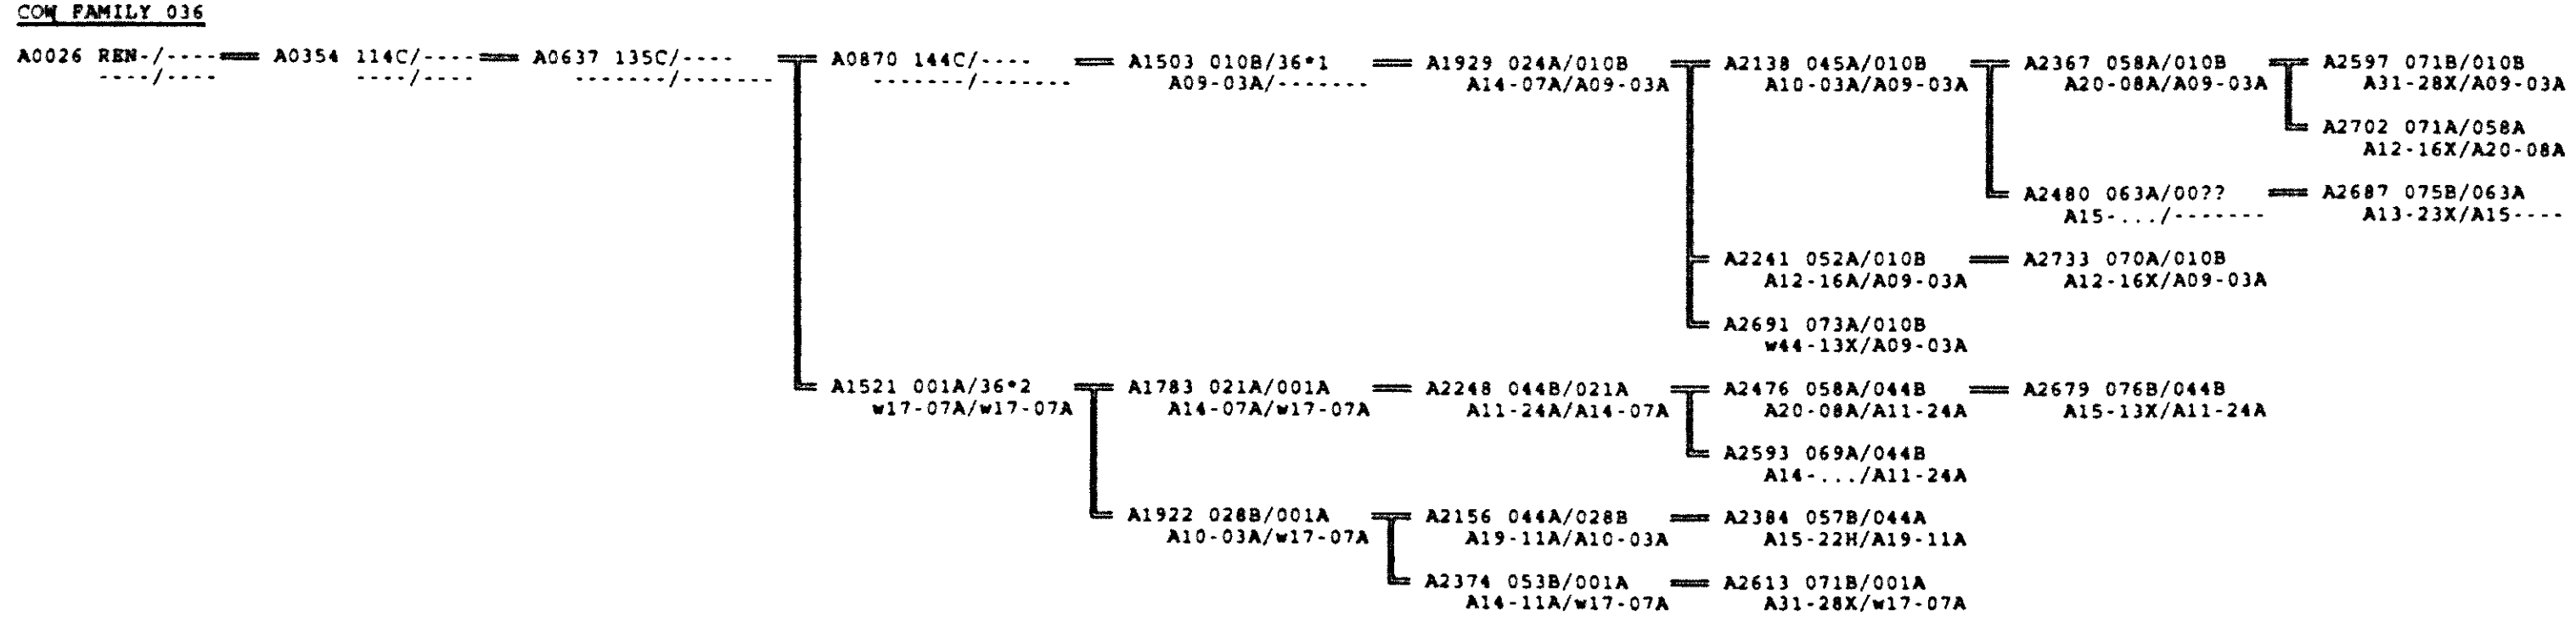 COW FAMILY 036
A0026 REN-/---- A0354 114C/---- A0637 135C/---- A0870 144C/---- A1503 010B/36*1 A1929 024A/010B A2138 045A/010B A2367 058A/010B A2597 071B/010B
----/---- ----/---- -------/------- -------/------- A09-03A/------- A14-07A/A09-03A A10-03A/A09-03A A20-08A/A09-03A A31-28X/A09-03A
A2702 071A/058A
A12-16X/A20-08A
A2480 063A/00?? A2687 075B/063A
A15-.../------- A13-23X/A15----
A2241 052A/010B A2733 070A/010B
A12-16A/A09-03A A12-16X/A09-03A
A2691 073A/010B
w44-13X/A09-03A
A1521 001A/36*2 A1783 021A/001A A2248 044B/021A A2476 058A/044B A2679 076B/044B
w17-07A/w17-07A A14-07A/w17-07A A11-24A/A14-07A A20-08A/A11-24A A15-13X/A11-24A
A2593 069A/044B
A14-.../A11-24A
A1922 028B/001A A2156 044A/028B A2384 057B/044A
A10-03A/w17-07A A19-11A/A10-03A A15-22H/A19-11A
A2374 053B/001A A2613 071B/001A
A14-11A/w17-07A A31-28X/w17-07A